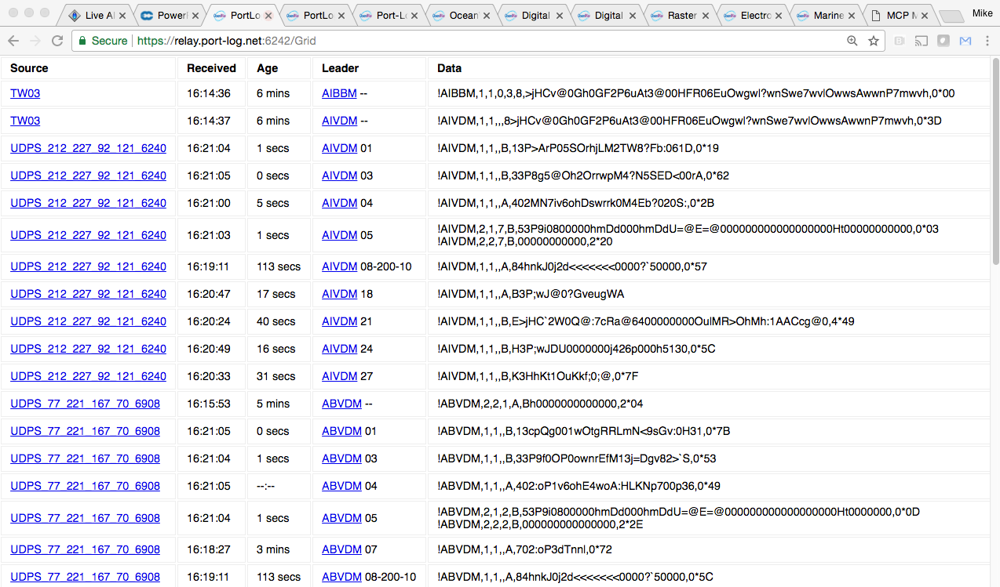 Live Al
PowerF
PortLo
PortLo
Port-Lo
Ocean
Digital
Digital
Raster
Electro
Marine
MCP M
Mike
Secure https://relay.port-log.net:6242/Grid
Source Received Age Leader Data
TW03 16:14:36 6 mins AIBBM -- !AIBBM,1,1,0,3,8,>jHCv@0Gh0GF2P6uAt3@00HFR06EuOwgwl?wnSwe7wvlOwwsAwwnP7mwvh,0*00
TW03 16:14:37 6 mins AIVDM -- !AIVDM,1,1,,,8>jHCv@0Gh0GF2P6uAt3@00HFR06EuOwgwl?wnSwe7wvlOwwsAwwnP7mwvh,0*3D
UDPS_212_227_92_121_6240 16:21:04 1 secs AIVDM 01 !AIVDM,1,1,,B,13P>ArP05SOrhjLM2TW8?Fb:061D,0*19
UDPS_212_227_92_121_6240 16:21:05 0 secs AIVDM 03 !AIVDM,1,1,,B,33P8g5@Oh2OrrwpM4?N5SED<00rA,0*62
UDPS_212_227_92_121_6240 16:21:00 5 secs AIVDM 04 !AIVDM,1,1,,A,402MN7iv6ohDswrrk0M4Eb?020S:,0*2B
UDPS_212_227_92_121_6240 16:21:03 1 secs AIVDM 05 !AIVDM,2,1,7,B,53P9i0800000hmDd000hmDdU=@E=@000000000000000000Ht00000000000,0*03
!AIVDM,2,2,7,B,00000000000,2*20
UDPS_212_227_92_121_6240 16:19:11 113 secs AIVDM 08-200-10 !AIVDM,1,1,,A,84hnkJ0j2d<<<<<<<0000?`50000,0*57
UDPS_212_227_92_121_6240 16:20:47 17 secs AIVDM 18 !AIVDM,1,1,,A,B3P;wJ@0?GveugWA
UDPS_212_227_92_121_6240 16:20:24 40 secs AIVDM 21 !AIVDM,1,1,,B,E>jHC`2W0Q@:7cRa@6400000000OulMR>OhMh:1AACcg@0,4*49
UDPS_212_227_92_121_6240 16:20:49 16 secs AIVDM 24 !AIVDM,1,1,,B,H3P;wJDU0000000j426p000h5130,0*5C
UDPS_212_227_92_121_6240 16:20:33 31 secs AIVDM 27 !AIVDM,1,1,,B,K3HhKt1OuKkf;0;@,0*7F
UDPS_77_221_167_70_6908 16:15:53 5 mins ABVDM -- !ABVDM,2,2,1,A,Bh0000000000000,2*04
UDPS_77_221_167_70_6908 16:21:05 0 secs ABVDM 01 !ABVDM,1,1,,B,13cpQg001wOtgRRLmN<9sGv:0H31,0*7B
UDPS_77_221_167_70_6908 16:21:04 1 secs ABVDM 03 !ABVDM,1,1,,B,33P9f0OP0ownrEfM13j=Dgv82>`S,0*53
UDPS_77_221_167_70_6908 16:21:05 --:-- ABVDM 04 !ABVDM,1,1,,A,402:oP1v6ohE4woA:HLKNp700p36,0*49
UDPS_77_221_167_70_6908 16:21:04 1 secs ABVDM 05 !ABVDM,2,1,2,B,53P9i0800000hmDd000hmDdU=@E=@000000000000000000Ht0000000,0*0D
!ABVDM,2,2,2,B,000000000000000,2*2E
UDPS_77_221_167_70_6908 16:18:27 3 mins ABVDM 07 !ABVDM,1,1,,A,702:oP3dTnnl,0*72
UDPS_77_221_167_70_6908 16:19:11 113 secs ABVDM 08-200-10 !ABVDM,1,1,,A,84hnkJ0j2d<<<<<<<0000?`50000,0*5C